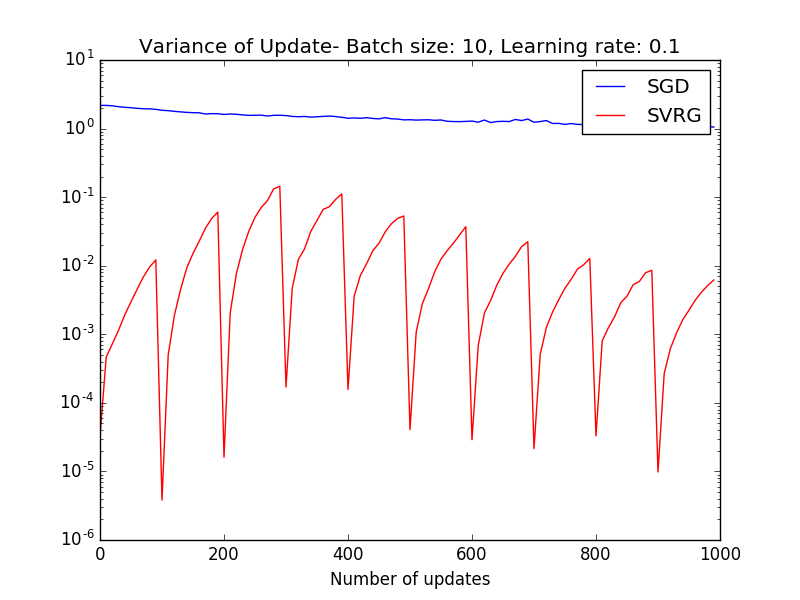 Variance of Update- Batch size: 10, Learning rate: 0.1
SGD
SVRG
10^1
10^0
10^-1
10^-2
10^-3
10^-4
10^-5
10^-6
0 200 400 600 800 1000
Number of updates